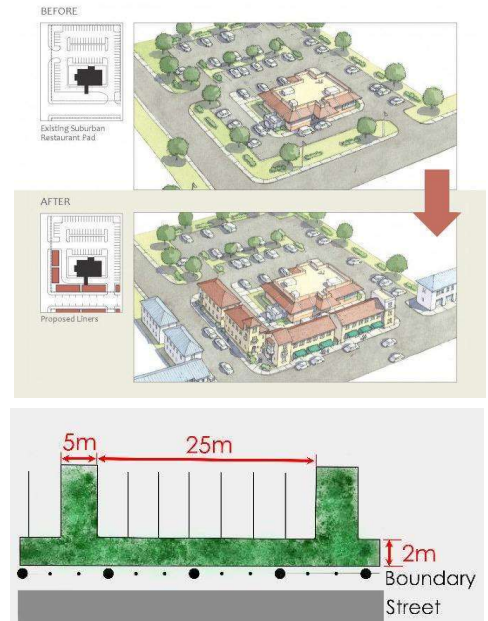 BEFORE
Existing Suburban
Restaurant Pad
AFTER
Proposed Liners
5m
25m
2m
Boundary
Street